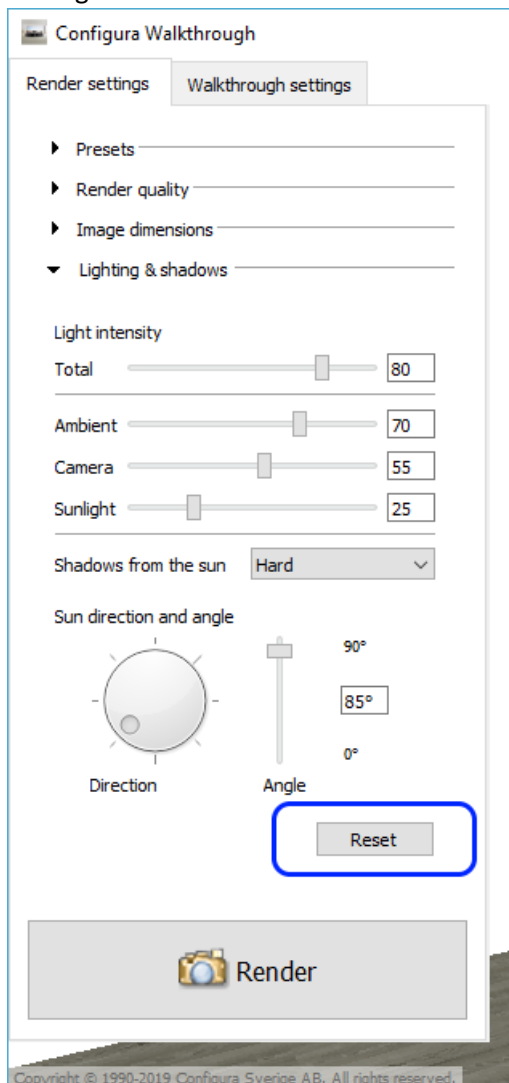 Configura Walkthrough
Render settings Walkthrough settings
Presets
Render quality
Image dimensions
Lighting & shadows
Light intensity
Total 80
Ambient 70
Camera 55
Sunlight 25
Shadows from the sun Hard
Sun direction and angle
90°
85°
0°
Direction Angle
Reset
Render
Copyright © 1990-2019 Configura Sverige AB. All rights reserved.